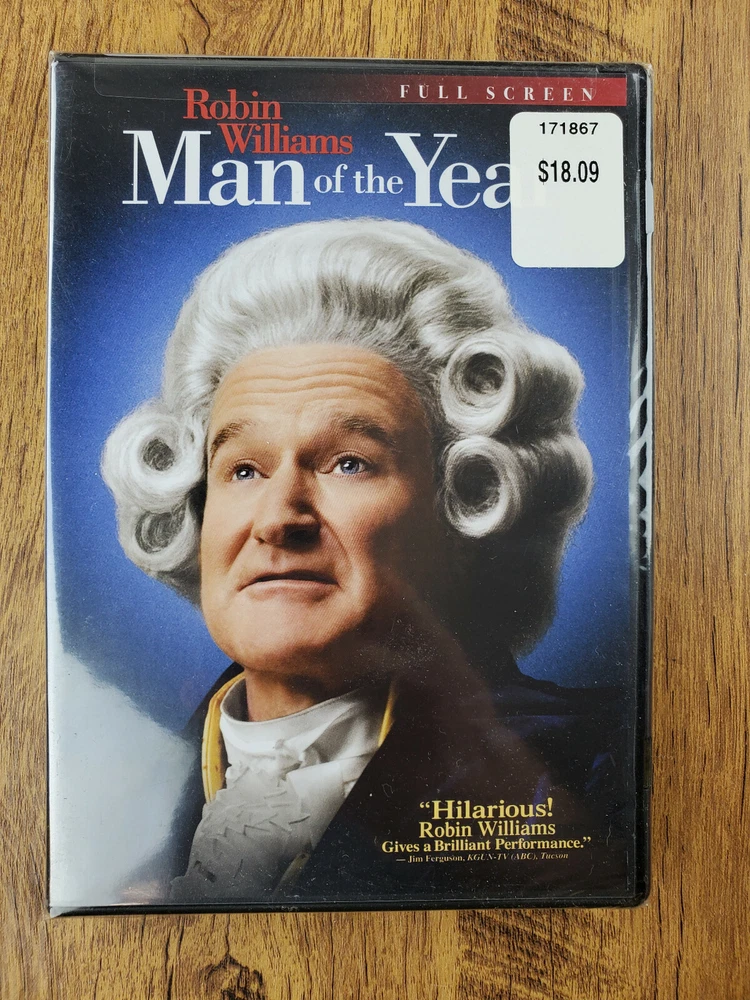 FULL SCREEN
Robin
Williams
Man of the Yea
171867
$18.09
“Hilarious!
Robin Williams
Gives a Brilliant Performance.”
— Jim Ferguson, KGUN-TV (ABC), Tucson